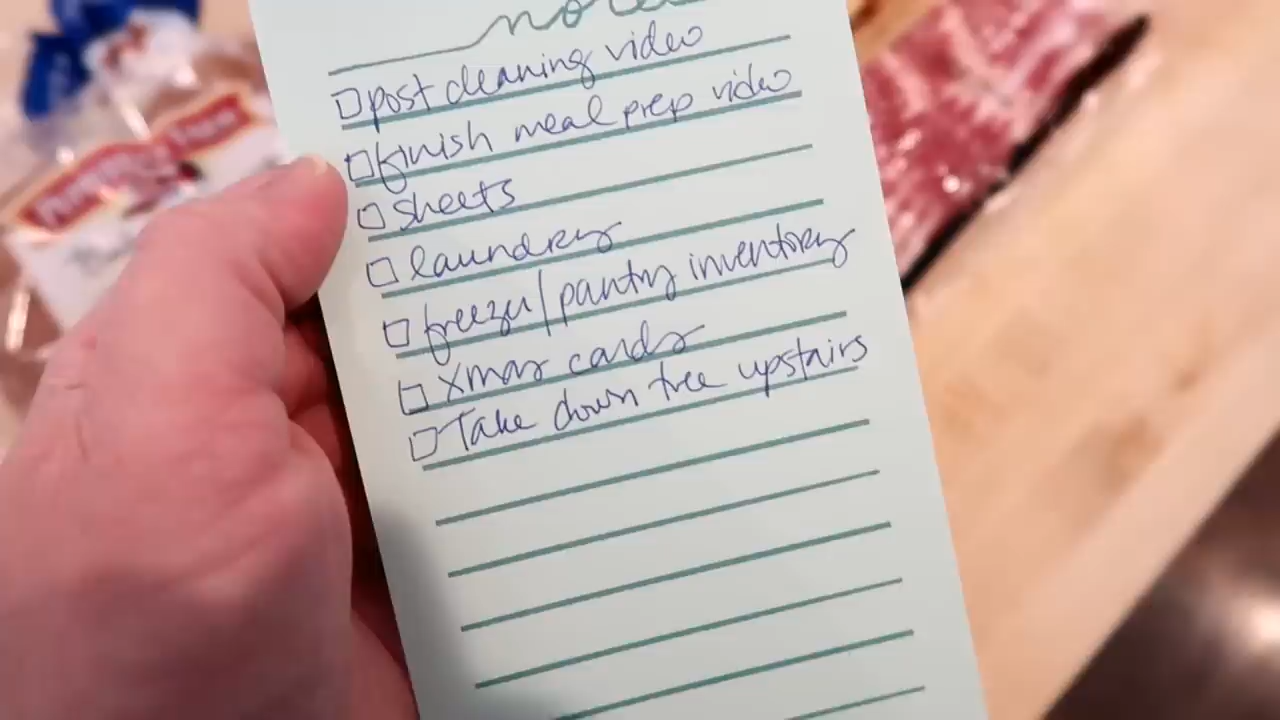 □ post cleaning video
□ finish meal prep video
□ sheets
□ laundry
□ freezer/pantry inventory
□ Xmas cards
□ Take down tree upstairs